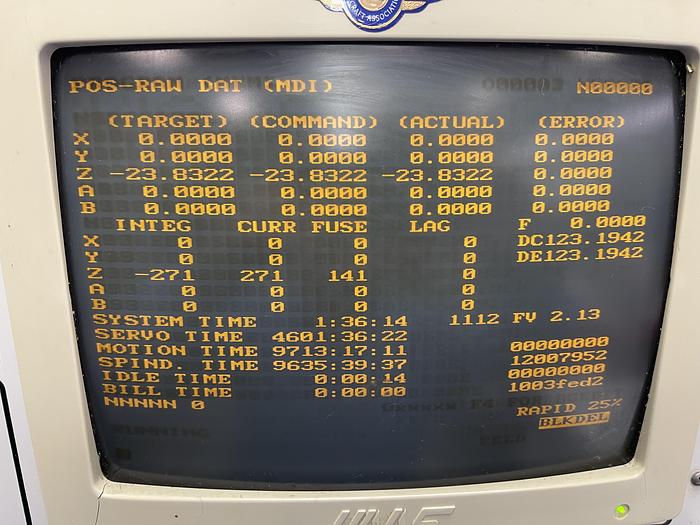 CRAFT ASSOCIATION
POS-RAW DAT (MDI) N00000
(TARGET) (COMMAND) (ACTUAL) (ERROR)
X 0.0000 0.0000 0.0000 0.0000
Y 0.0000 0.0000 0.0000 0.0000
Z -23.8322 -23.8322 -23.8322 0.0000
A 0.0000 0.0000 0.0000 0.0000
B 0.0000 0.0000 0.0000 0.0000
INTEG CURR FUSE LAG F 0.0000
X 0 0 0 0 DC123.1942
Y 0 0 0 0 DE123.1942
Z -271 271 141 0
A 0 0 0 0
B 0 0 0 0
SYSTEM TIME 1:36:14 1112 FV 2.13
SERVO TIME 4601:36:22
MOTION TIME 9713:17:11 00000000
SPIND. TIME 9635:39:37 12007952
IDLE TIME 0:00:14 00000000
BILL TIME 0:00:00 1003fed2
NNNNN 0 RAPID 25%
BLKDEL
RUNNING
FEED